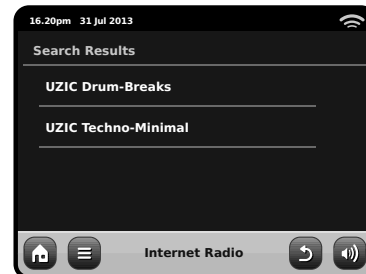 16.20pm 31 Jul 2013
Search Results
UZIC Drum-Breaks
UZIC Techno-Minimal
Internet Radio